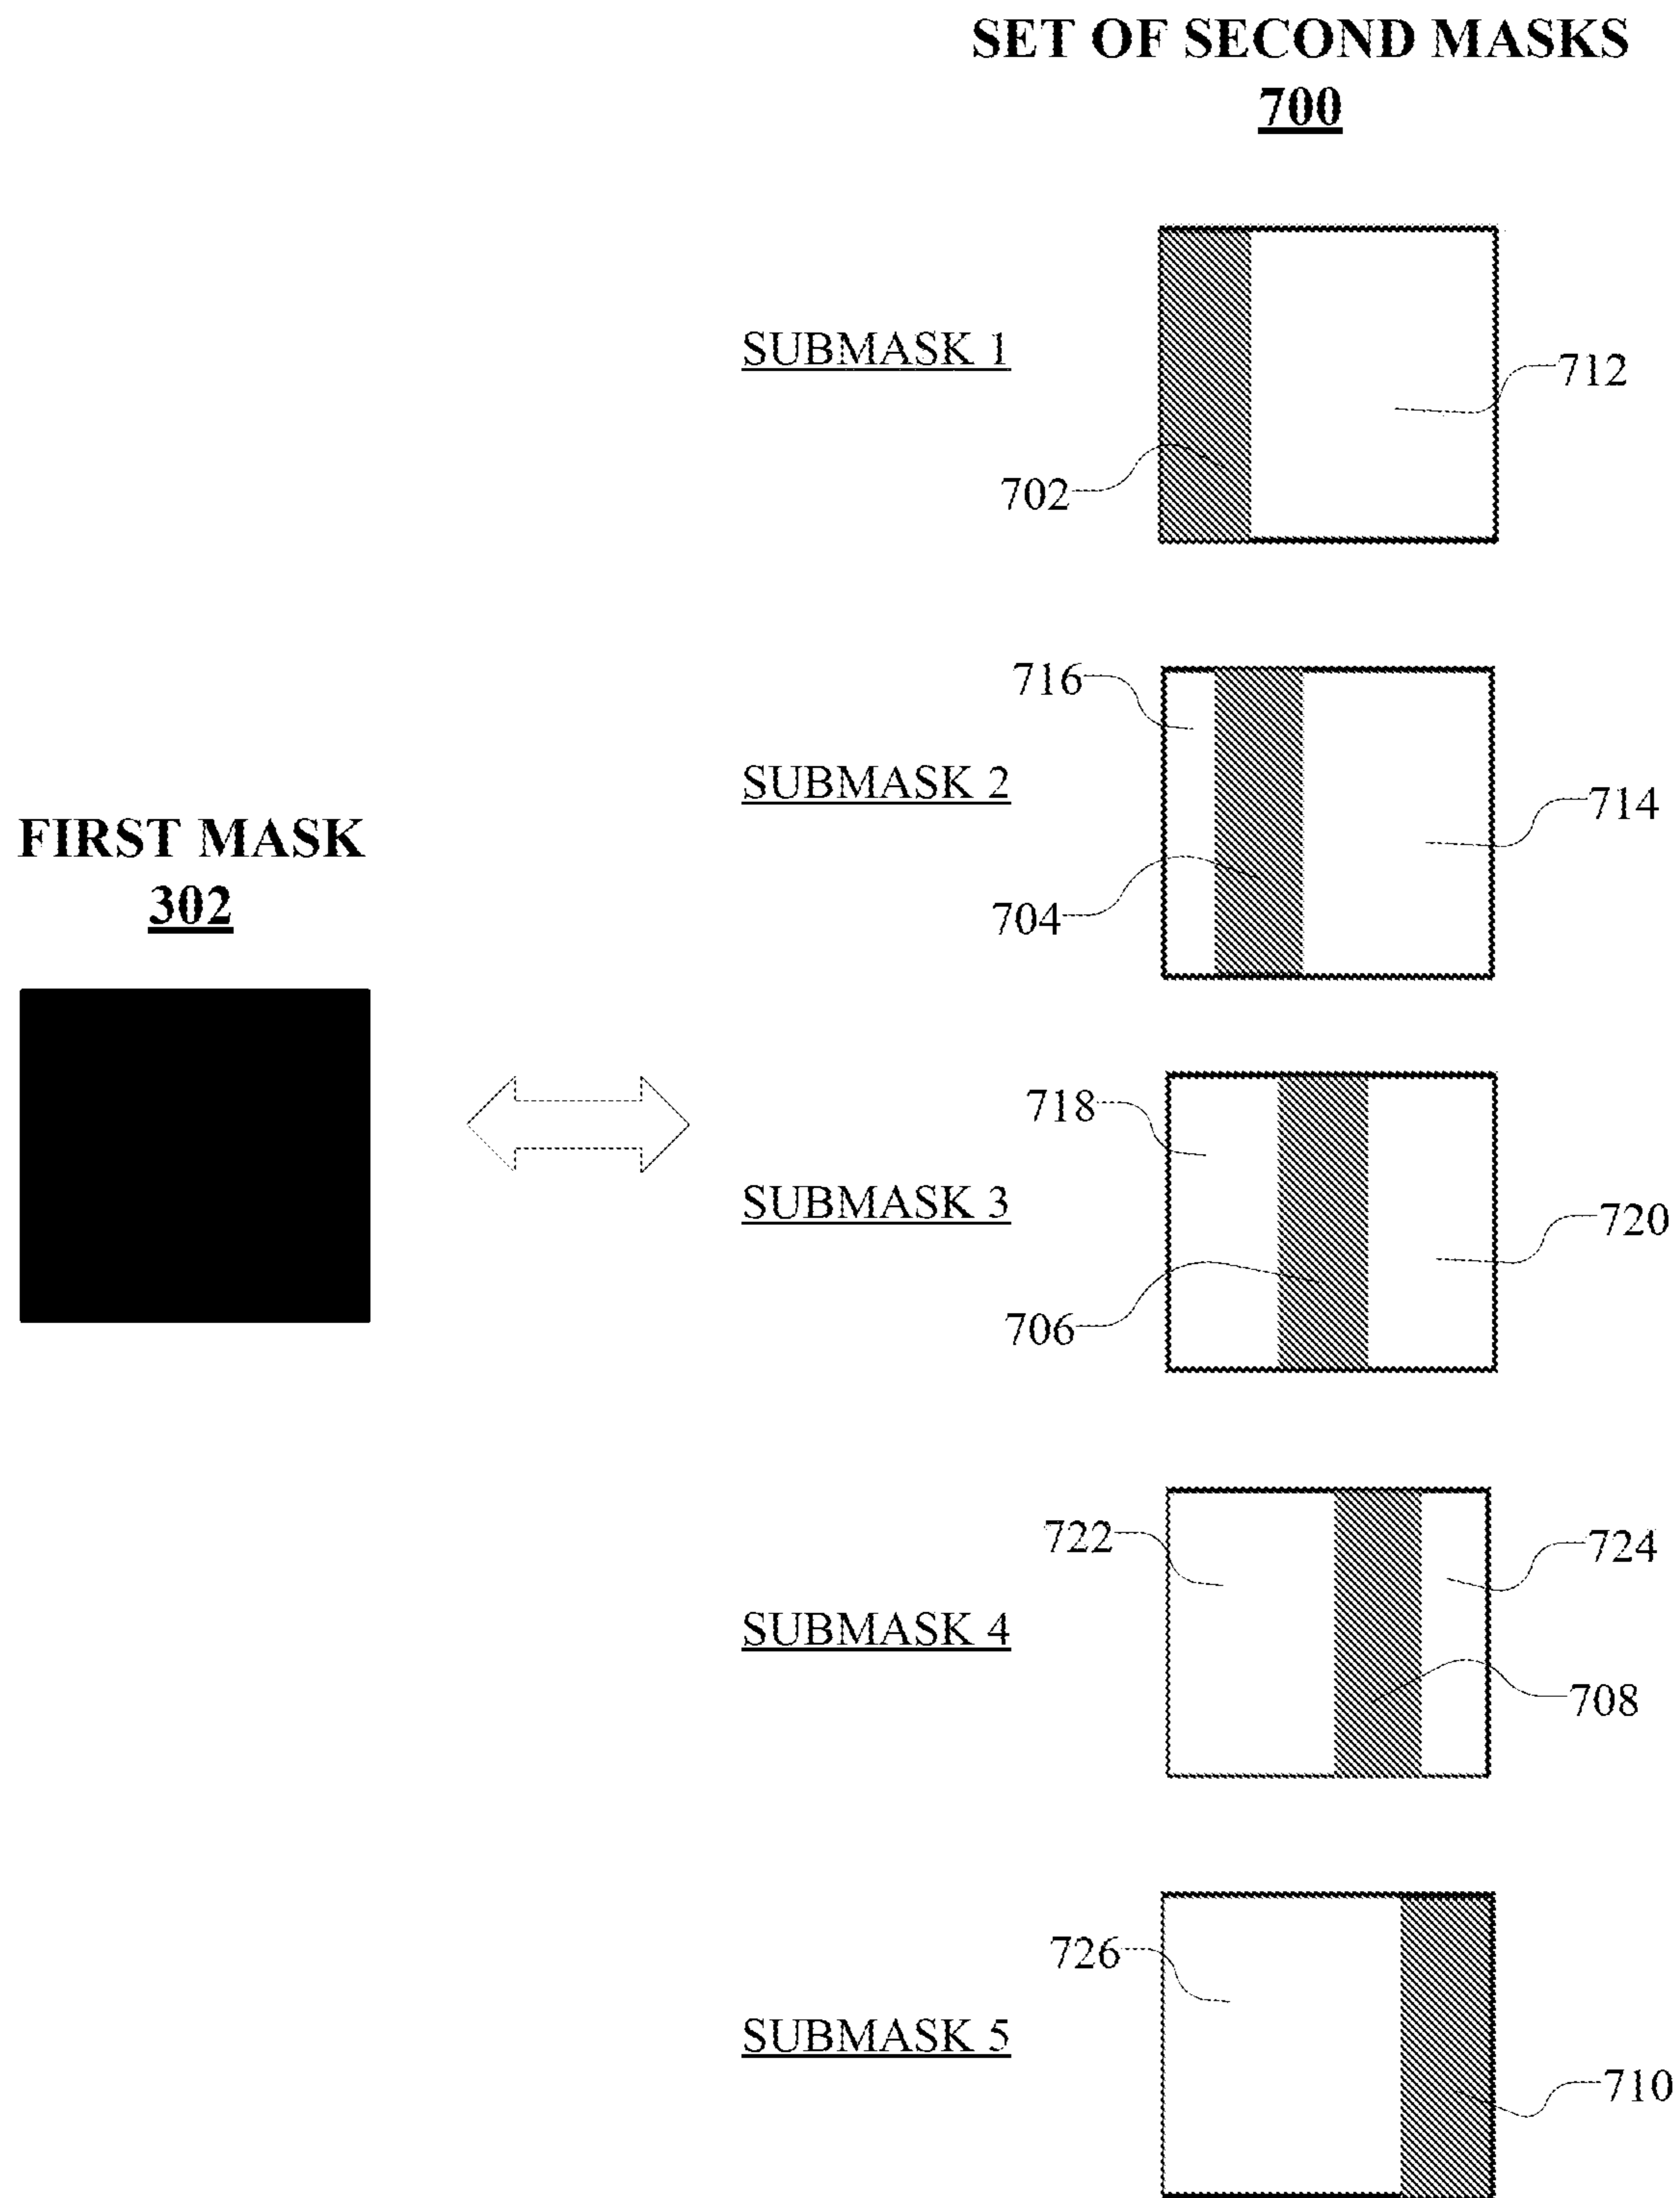 SET OF SECOND MASKS
700
SUBMASK 1
712
702
716
SUBMASK 2
714
704
FIRST MASK
302
718
SUBMASK 3
720
706
722
724
SUBMASK 4
708
726
SUBMASK 5
710